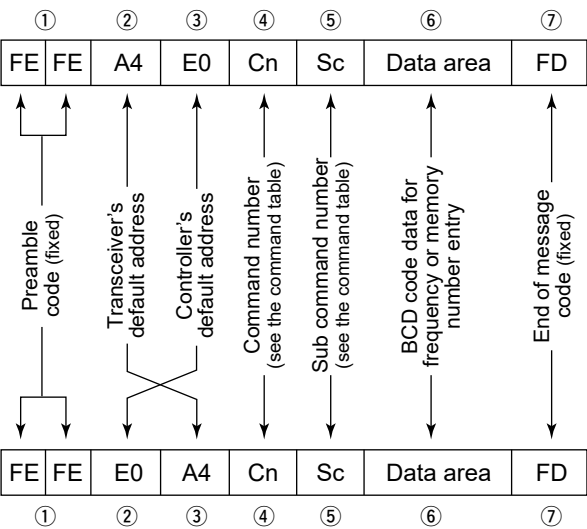 ① ② ③ ④ ⑤ ⑥ ⑦
FE FE A4 E0 Cn Sc Data area FD
Preamble
code (fixed)
Transceiver's
default address
Controller's
default address
Command number
(see the command table)
Sub command number
(see the command table)
BCD code data for
frequency or memory
number entry
End of message
code (fixed)
FE FE E0 A4 Cn Sc Data area FD
① ② ③ ④ ⑤ ⑥ ⑦